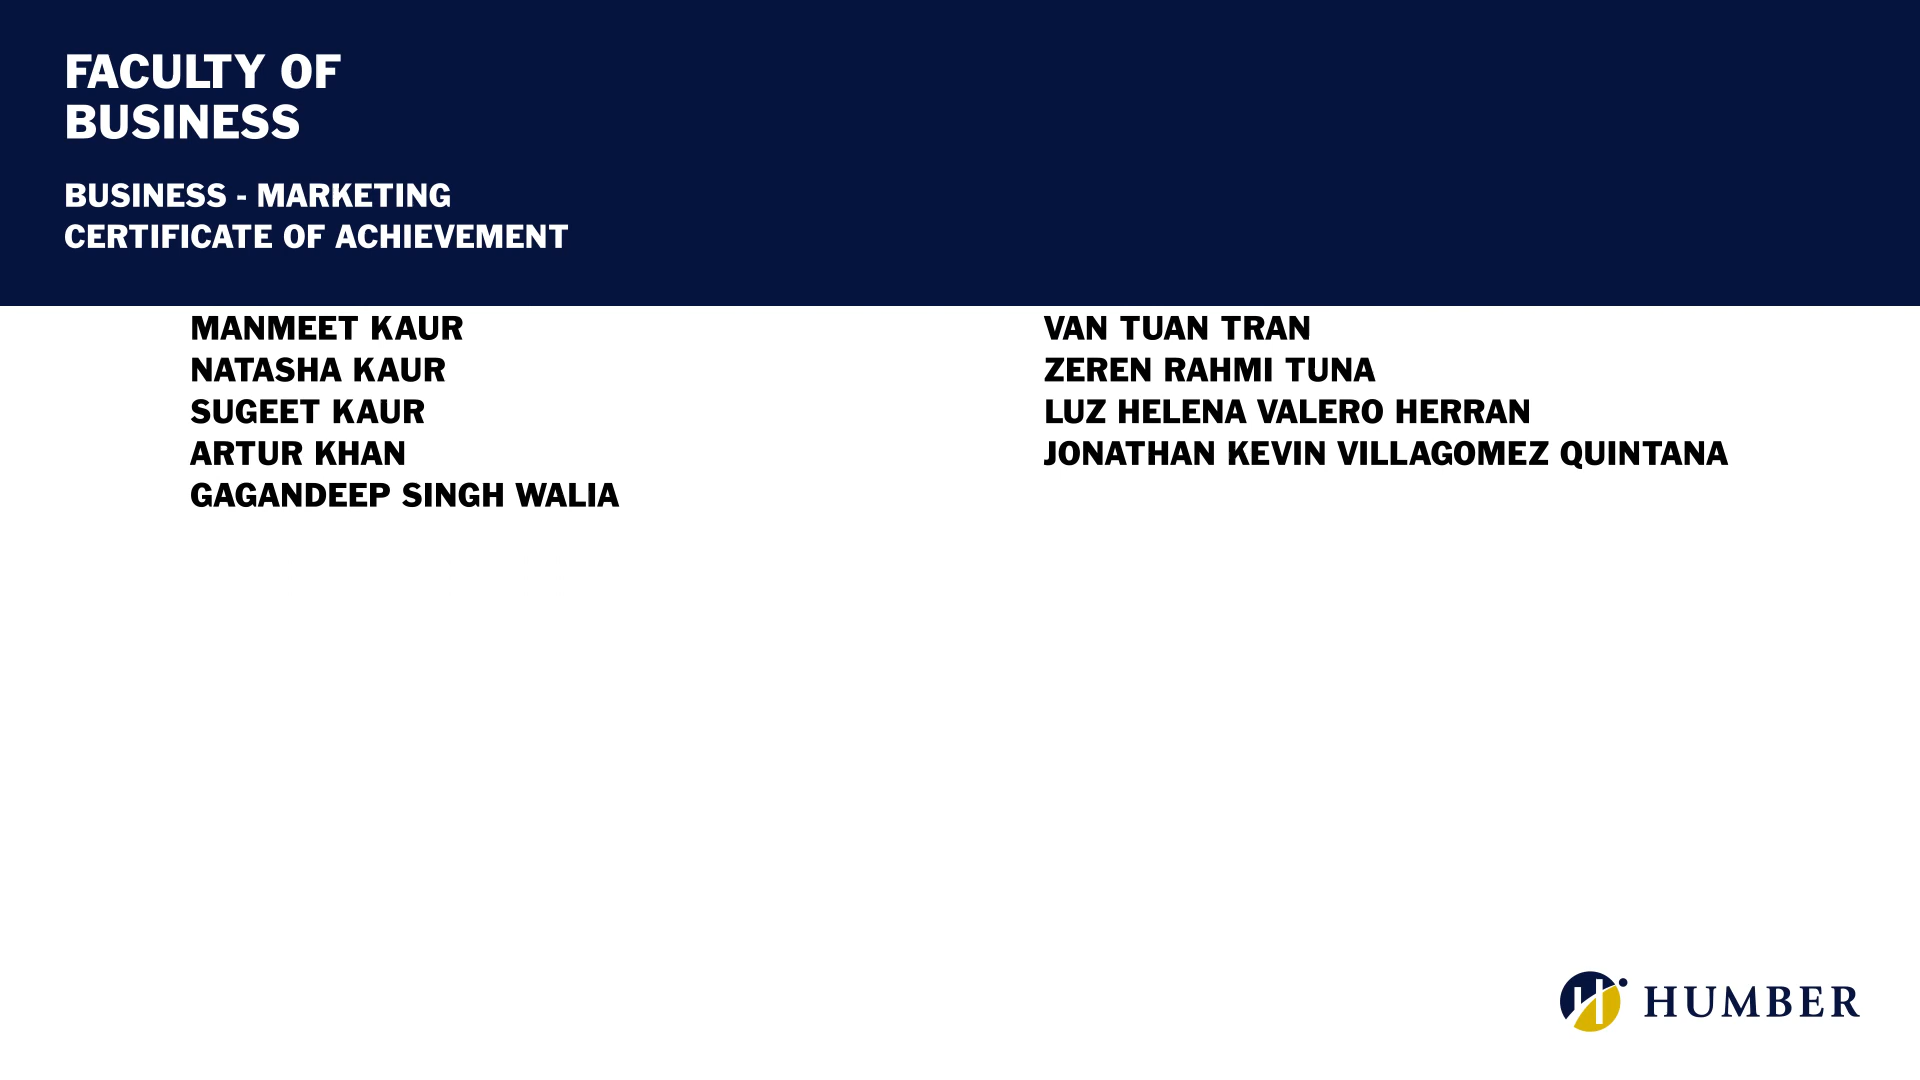 FACULTY OF
BUSINESS
BUSINESS - MARKETING
CERTIFICATE OF ACHIEVEMENT
MANMEET KAUR
NATASHA KAUR
SUGEET KAUR
ARTUR KHAN
GAGANDEEP SINGH WALIA
VAN TUAN TRAN
ZEREN RAHMI TUNA
LUZ HELENA VALERO HERRAN
JONATHAN KEVIN VILLAGOMEZ QUINTANA
HUMBER